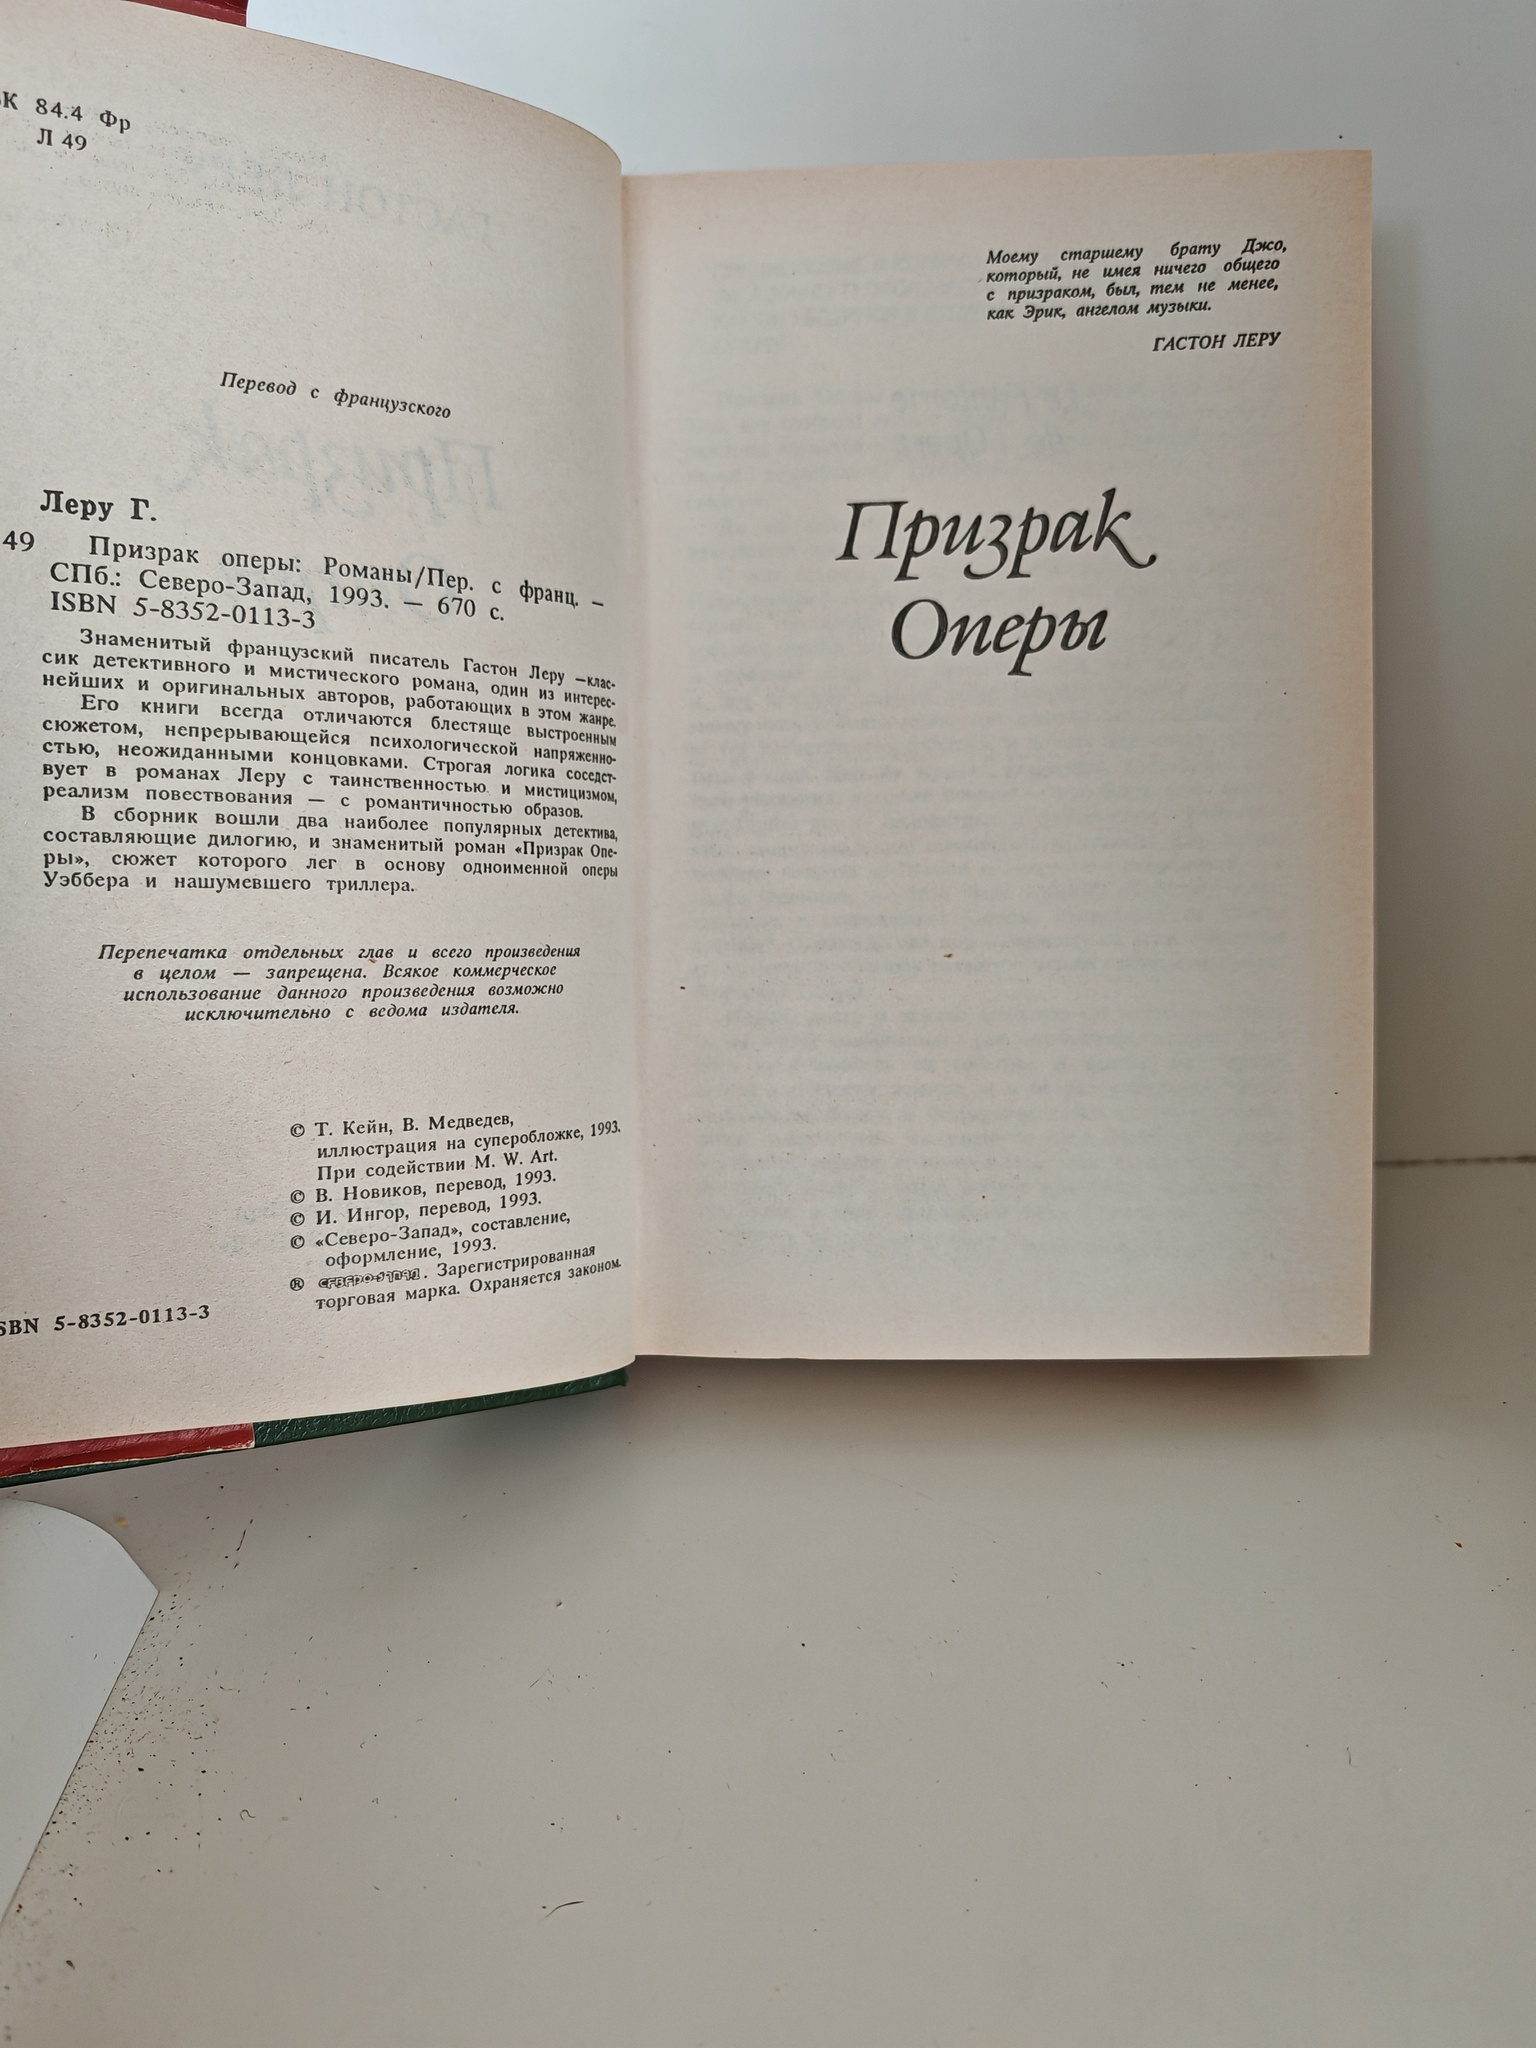 84.4 Фр
Л 49
Перевод с французского
Леру Г.
49 Призрак оперы: Романы/Пер. с франц. –
СПб.: Северо-Запад, 1993. — 670 с.
ISBN 5-8352-0113-3
Знаменитый французский писатель Гастон Леру —клас-
сик детективного и мистического романа, один из интерес-
нейших и оригинальных авторов, работающих в этом жанре.
Его книги всегда отличаются блестяще выстроенным
сюжетом, непрерывающейся психологической напряженно-
стью, неожиданными концовками. Строгая логика соседст-
вует в романах Леру с таинственностью и мистицизмом,
реализм повествования — с романтичностью образов.
В сборник вошли два наиболее популярных детектива,
составляющие дилогию, и знаменитый роман «Призрак Опе-
ры», сюжет которого лег в основу одноименной оперы
Уэббера и нашумевшего триллера.
Перепечатка отдельных глав и всего произведения
в целом — запрещена. Всякое коммерческое
использование данного произведения возможно
исключительно с ведома издателя.
© Т. Кейн, В. Медведев,
иллюстрация на суперобложке, 1993.
При содействии M. W. Art.
© В. Новиков, перевод, 1993.
© И. Ингор, перевод, 1993.
© «Северо-Запад», составление,
оформление, 1993.
® СЕВЕРО-ЗАПАД. Зарегистрированная
торговая марка. Охраняется законом.
SBN 5-8352-0113-3
Моему старшему брату Джо,
который, не имея ничего общего
с призраком, был, тем не менее,
как Эрик, ангелом музыки.
ГАСТОН ЛЕРУ
Призрак
Оперы